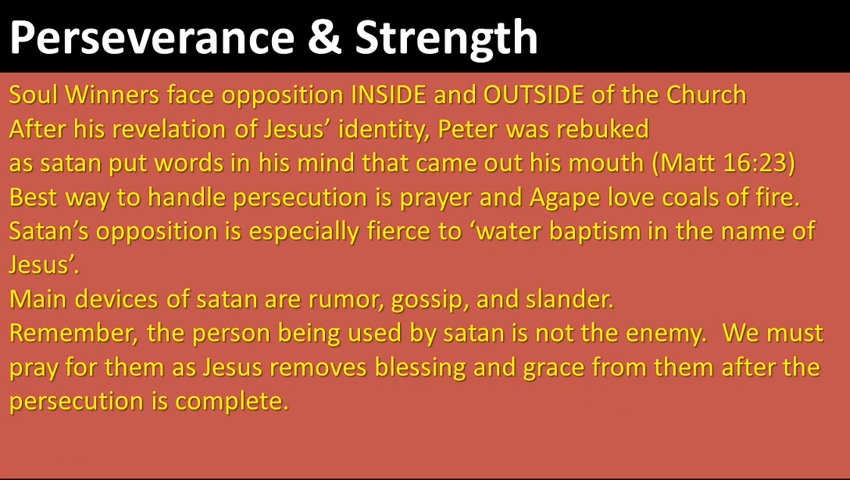 Perseverance & Strength
Soul Winners face opposition INSIDE and OUTSIDE of the Church
After his revelation of Jesus’ identity, Peter was rebuked
as satan put words in his mind that came out his mouth (Matt 16:23)
Best way to handle persecution is prayer and Agape love coals of fire.
Satan’s opposition is especially fierce to ‘water baptism in the name of
Jesus’.
Main devices of satan are rumor, gossip, and slander.
Remember, the person being used by satan is not the enemy.  We must
pray for them as Jesus removes blessing and grace from them after the
persecution is complete.